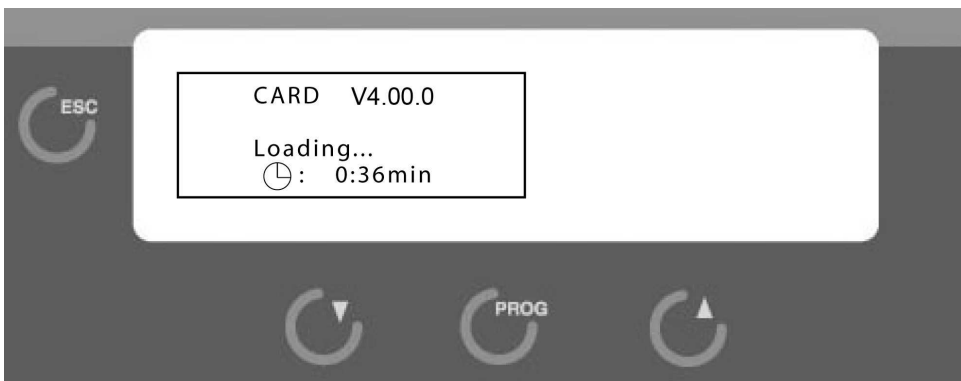 CARD V4.00.0
ESC
Loading...
: 0:36min
▼ PROG ▲